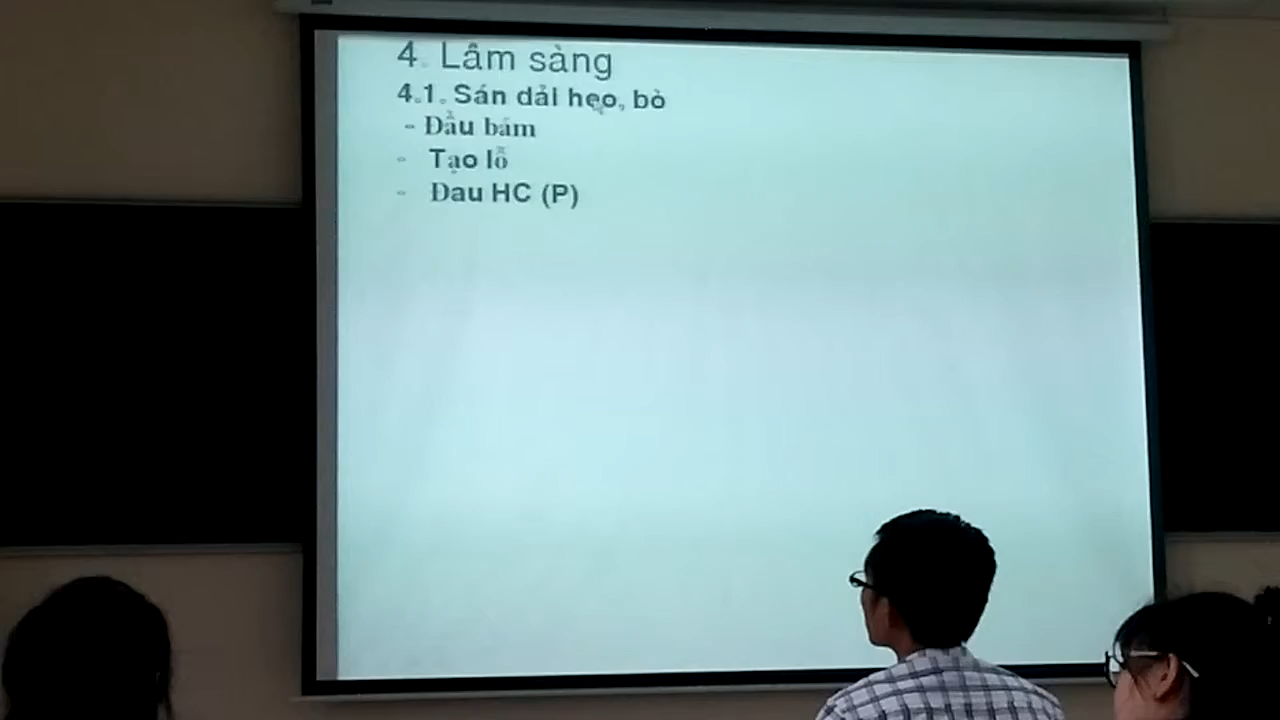 4. Lâm sàng
4.1. Sán dải heo, bò
- Đầu bám
- Tạo lỗ
- Đau HC (P)